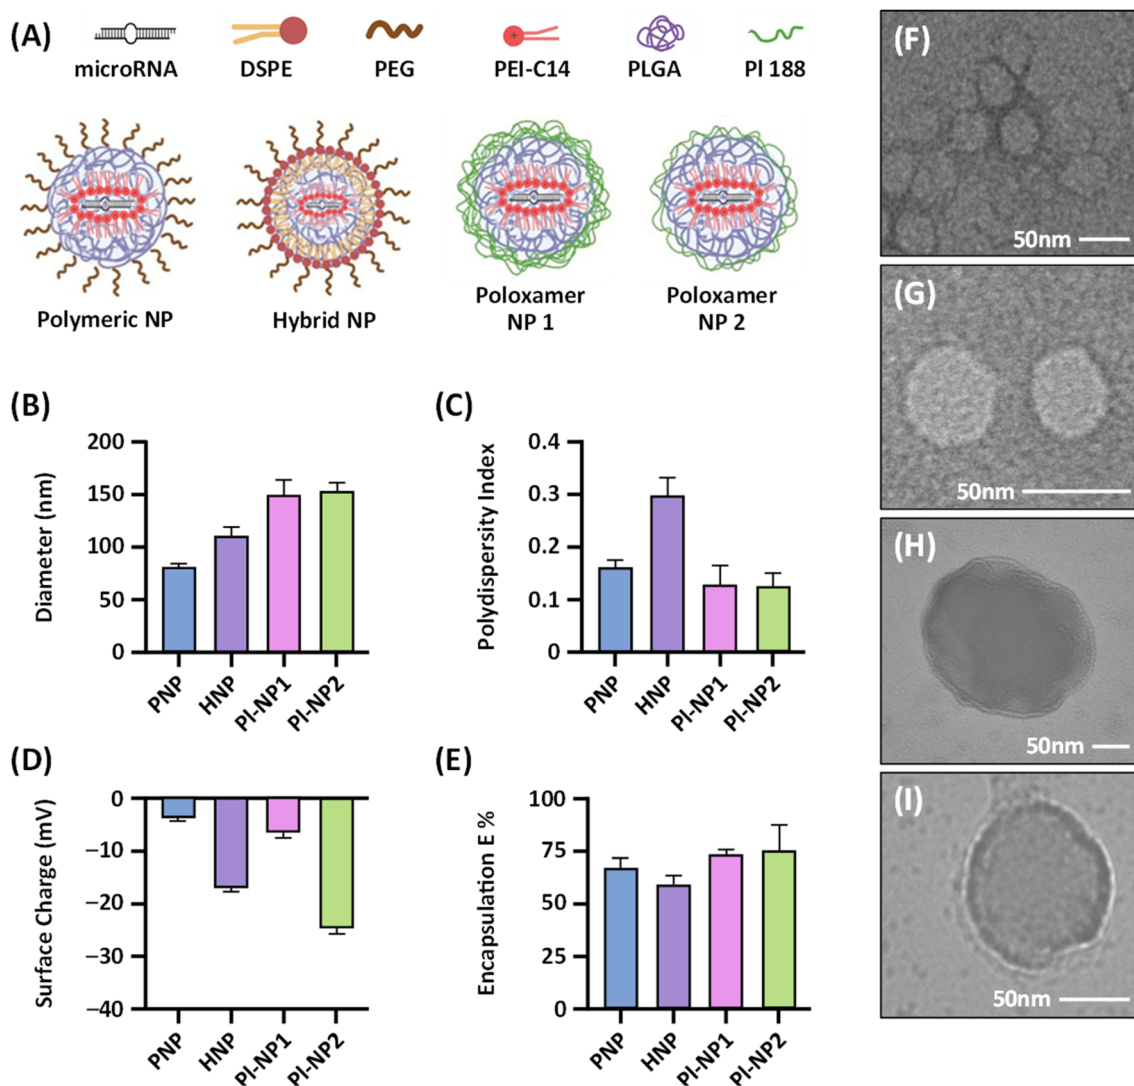 (A)
microRNA DSPE PEG PEI-C14 PLGA Pl 188
+
Polymeric NP Hybrid NP Poloxamer NP 1 Poloxamer NP 2
(B)
Diameter (nm)
200
150
100
50
0
PNP HNP Pl-NP1 Pl-NP2
(C)
Polydispersity Index
0.4
0.3
0.2
0.1
0
PNP HNP Pl-NP1 Pl-NP2
(D)
Surface Charge (mV)
0
–10
–20
–30
–40
PNP HNP Pl-NP1 Pl-NP2
(E)
Encapsulation E %
100
75
50
25
0
PNP HNP Pl-NP1 Pl-NP2
(F)
50nm
(G)
50nm
(H)
50nm
(I)
50nm